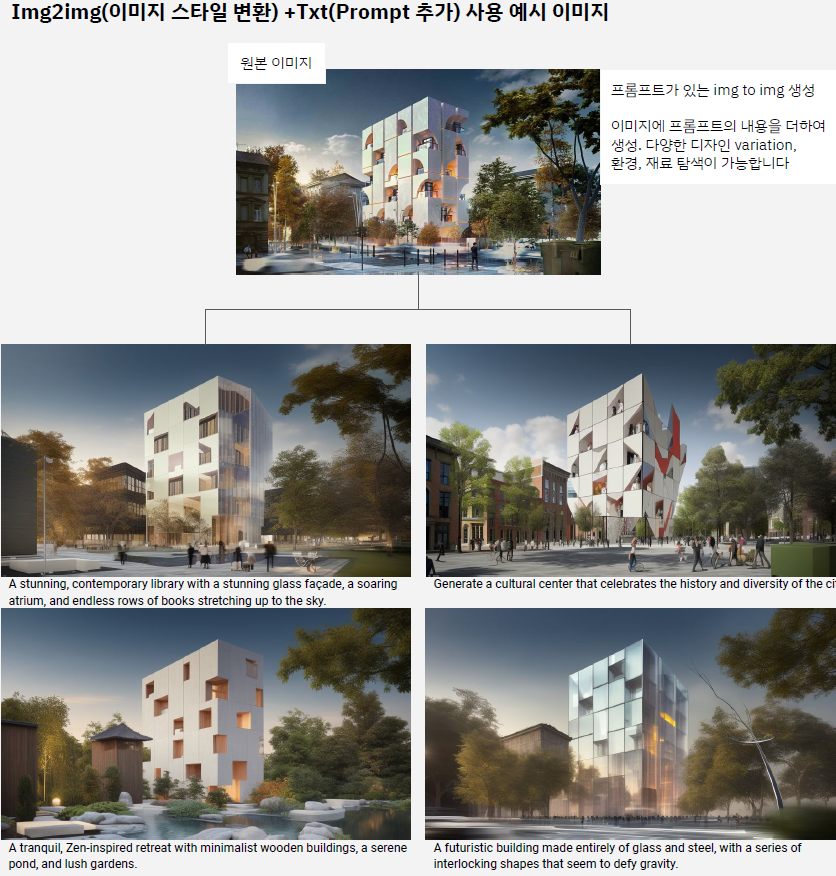 Img2img(이미지 스타일 변환) +Txt(Prompt 추가) 사용 예시 이미지
원본 이미지
프롬프트가 있는 img to img 생성
이미지에 프롬프트의 내용을 더하여
생성. 다양한 디자인 variation,
환경, 재료 탐색이 가능합니다
A stunning, contemporary library with a stunning glass façade, a soaring
atrium, and endless rows of books stretching up to the sky.
Generate a cultural center that celebrates the history and diversity of the ci
A tranquil, Zen-inspired retreat with minimalist wooden buildings, a serene
pond, and lush gardens.
A futuristic building made entirely of glass and steel, with a series of
interlocking shapes that seem to defy gravity.